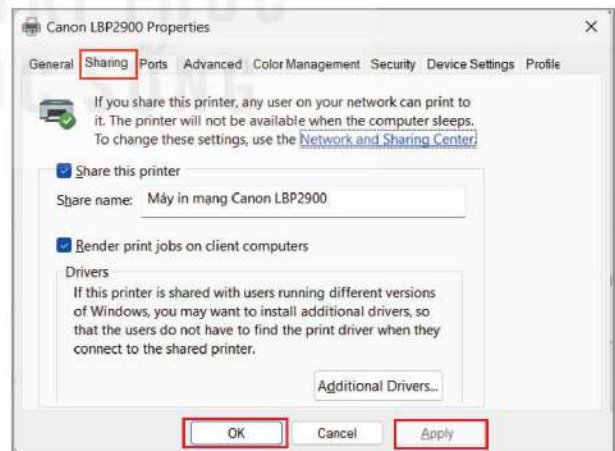 Canon LBP2900 Properties
General Sharing Ports Advanced Color Management Security Device Settings Profile
If you share this printer, any user on your network can print to
it. The printer will not be available when the computer sleeps.
To change these settings, use the Network and Sharing Center.
Share this printer
Share name: Máy in mạng Canon LBP2900
Render print jobs on client computers
Drivers
If this printer is shared with users running different versions
of Windows, you may want to install additional drivers, so
that the users do not have to find the print driver when they
connect to the shared printer.
Additional Drivers...
OK Cancel Apply